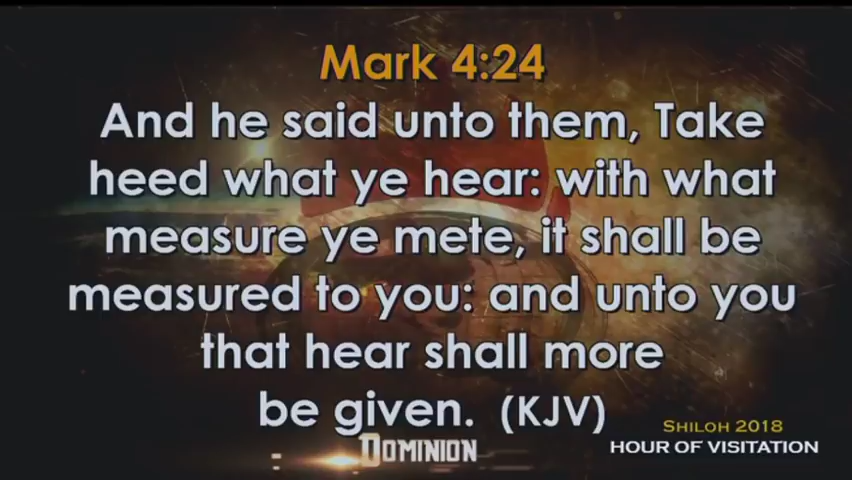 Mark 4:24
And he said unto them, Take
heed what ye hear: with what
measure ye mete, it shall be
measured to you: and unto you
that hear shall more
be given. (KJV)
SHILOH 2018
DOMINION
HOUR OF VISITATION